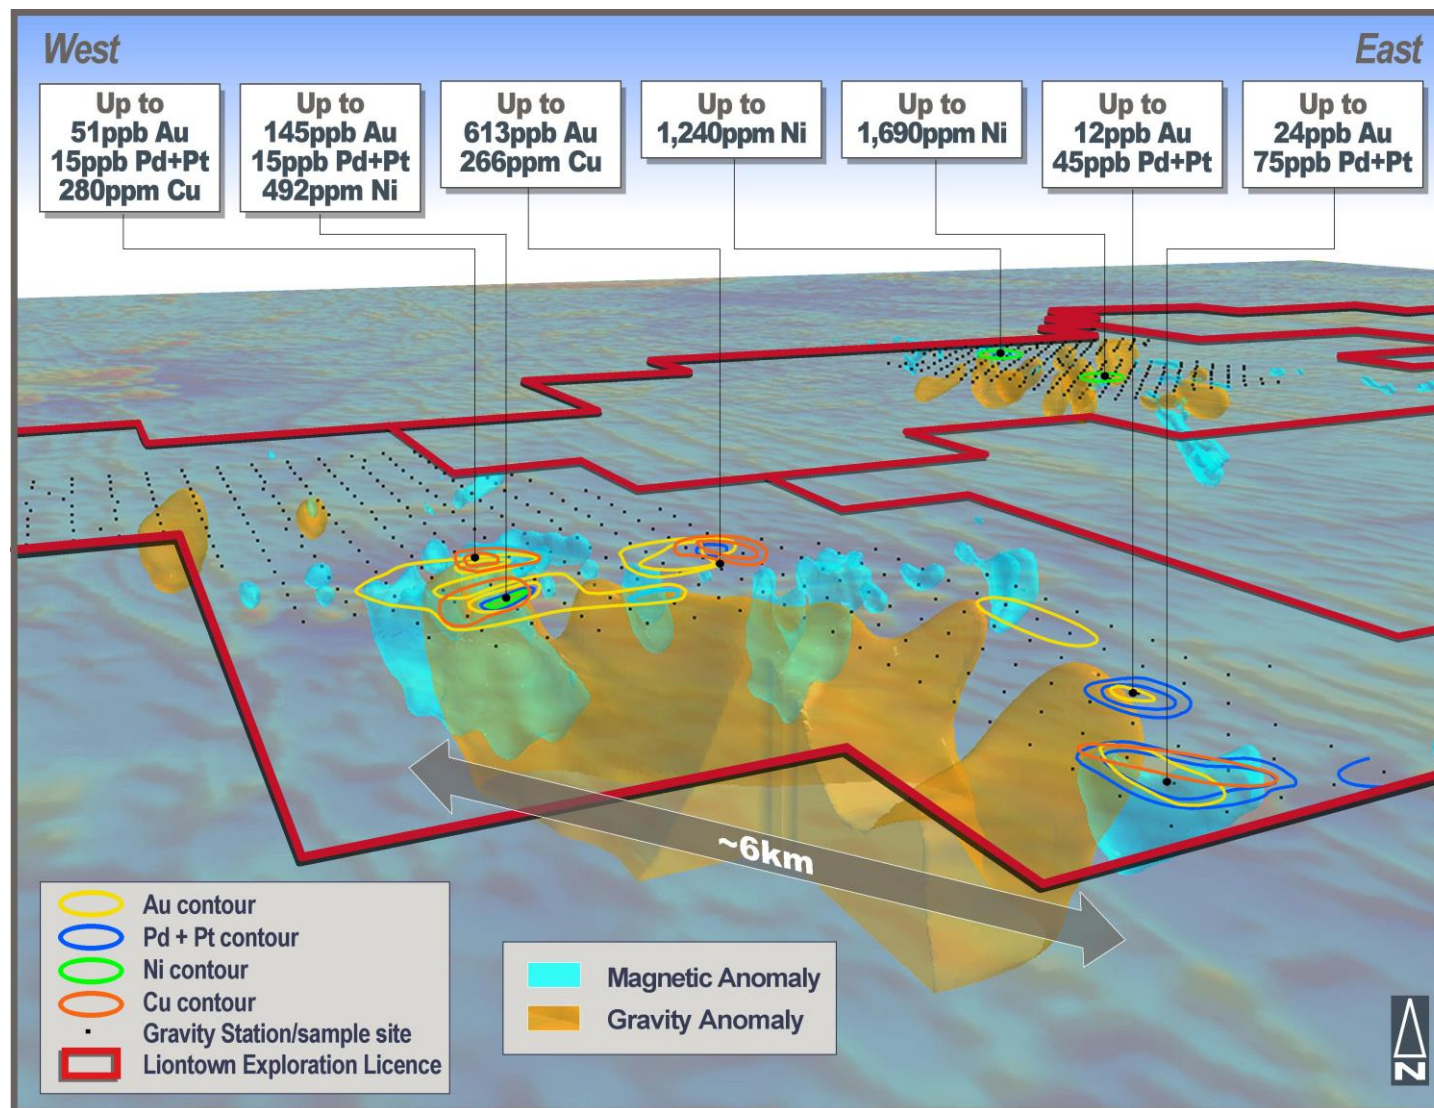 West
East
Up to
51ppb Au
15ppb Pd+Pt
280ppm Cu
Up to
145ppb Au
15ppb Pd+Pt
492ppm Ni
Up to
613ppb Au
266ppm Cu
Up to
1,240ppm Ni
Up to
1,690ppm Ni
Up to
12ppb Au
45ppb Pd+Pt
Up to
24ppb Au
75ppb Pd+Pt
~6km
Au contour
Pd + Pt contour
Ni contour
Cu contour
Gravity Station/sample site
Liontown Exploration Licence
Magnetic Anomaly
Gravity Anomaly
N